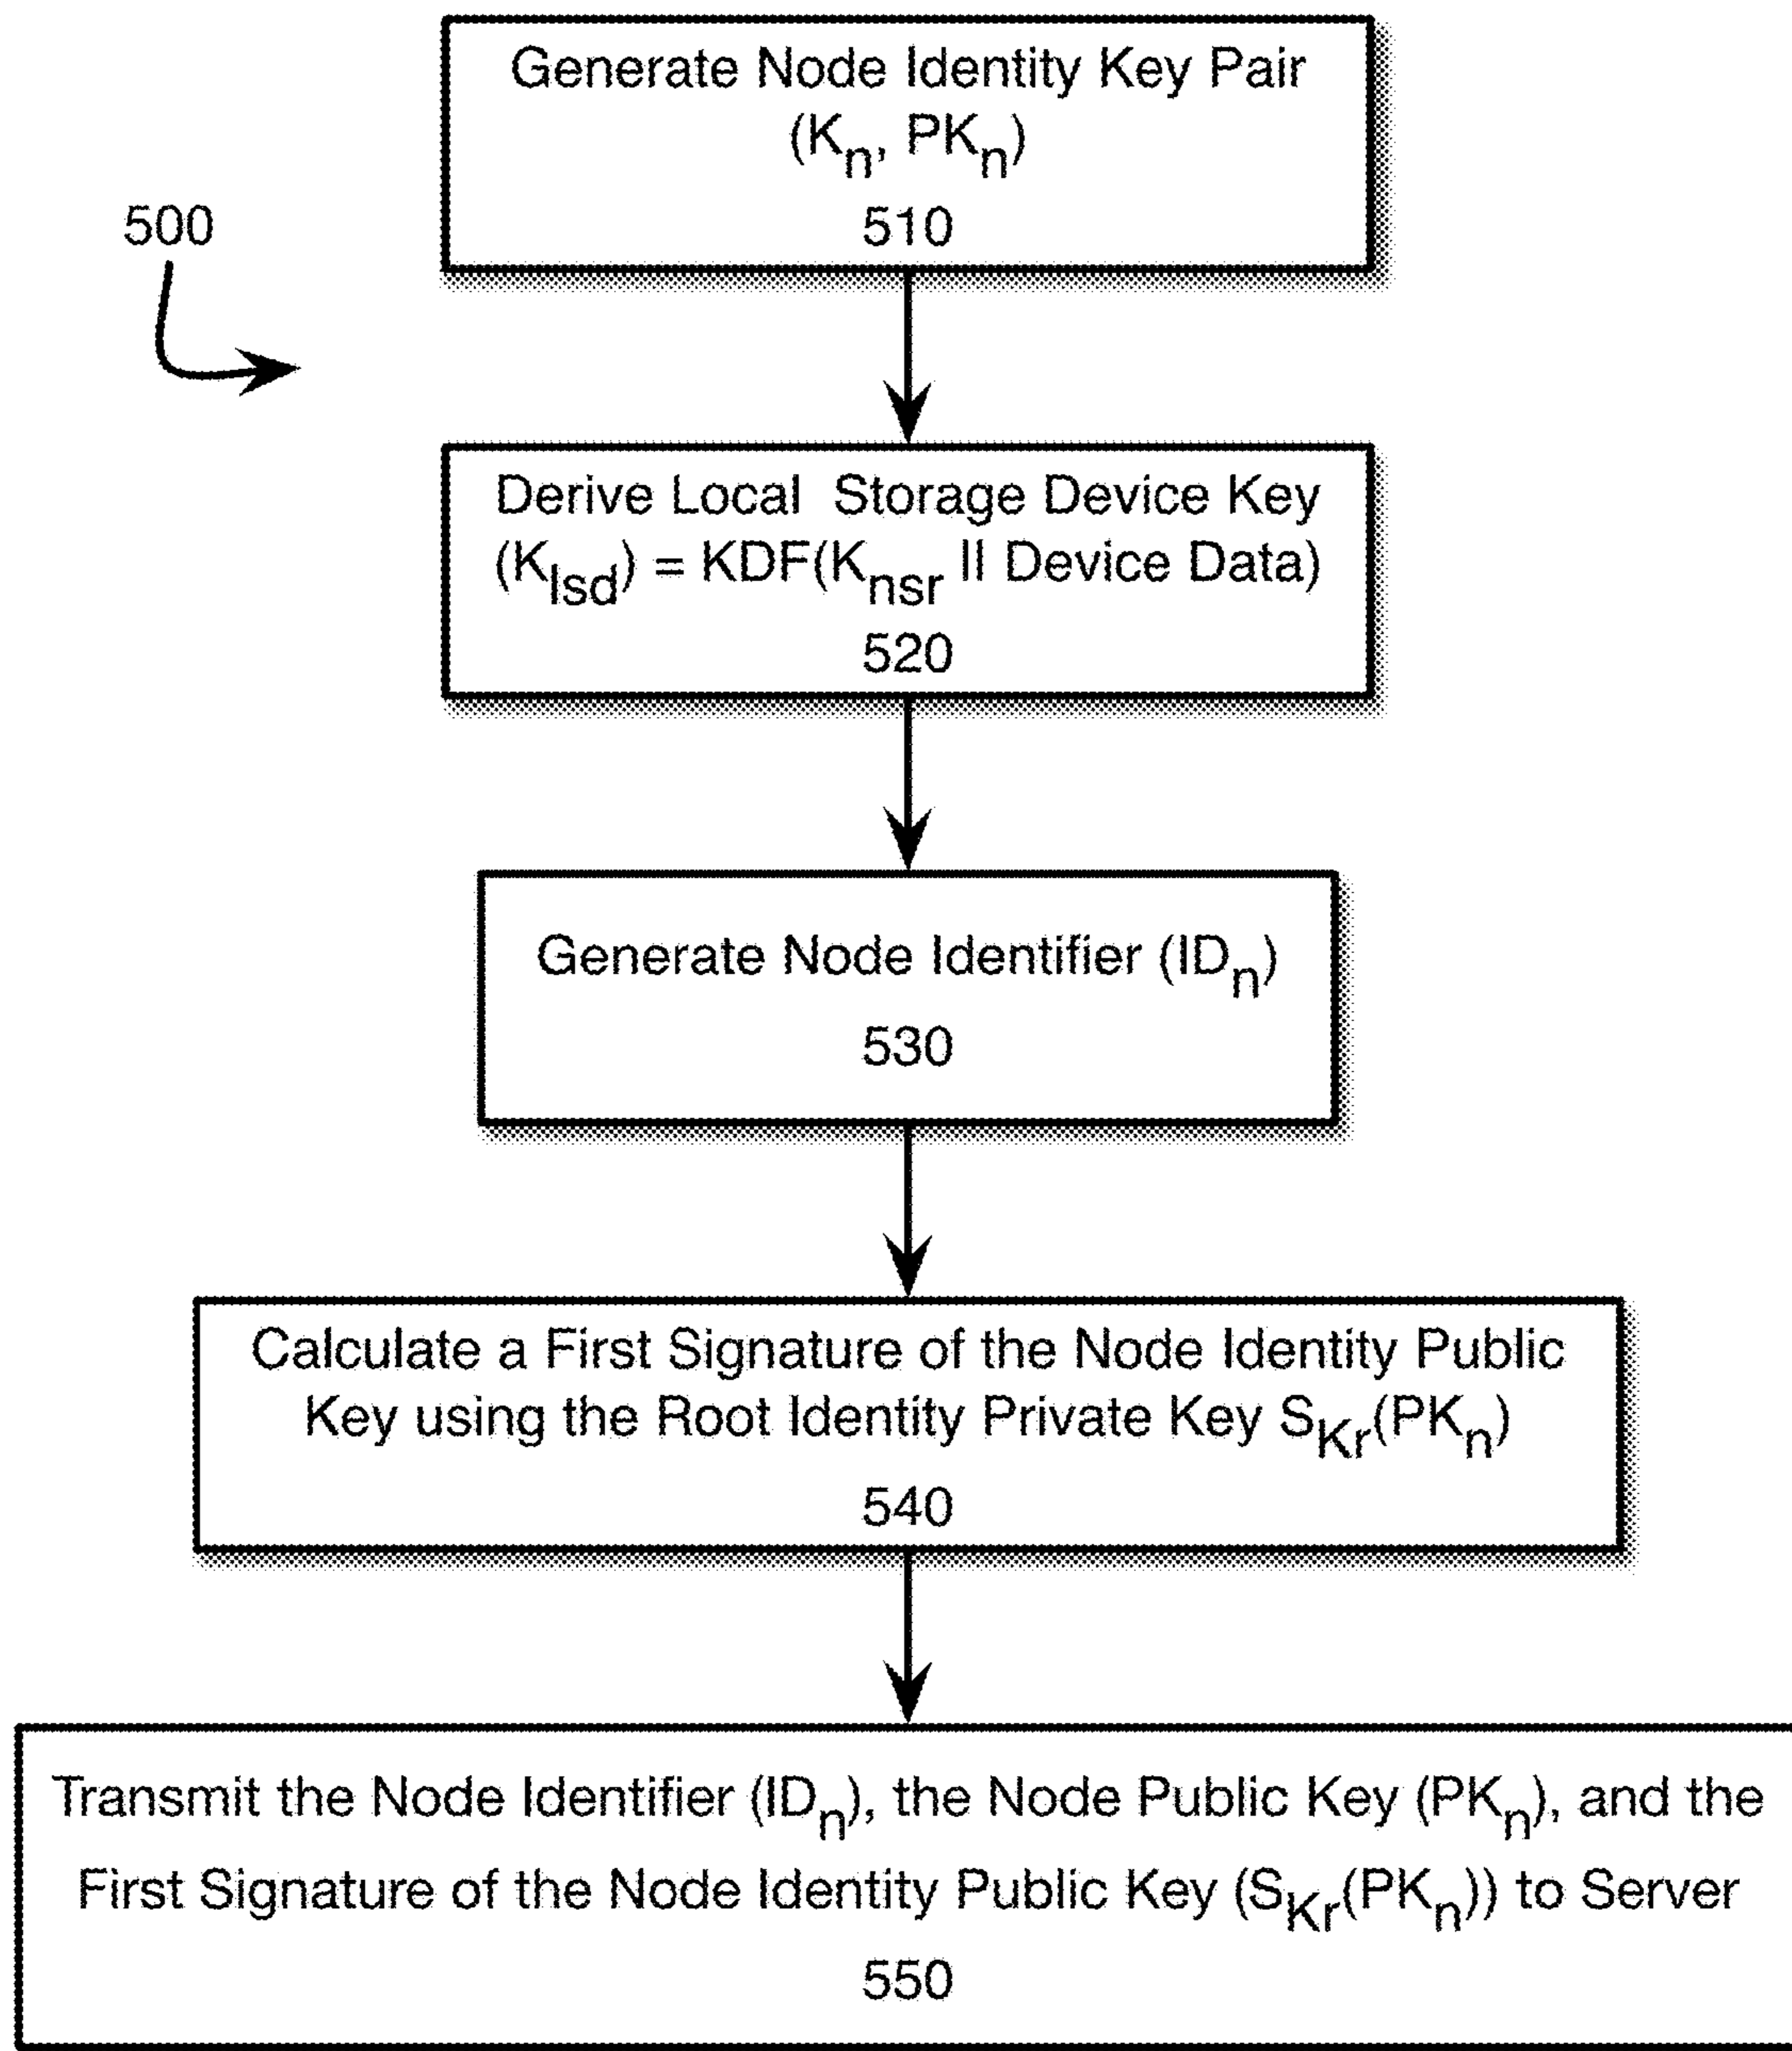 Generate Node Identity Key Pair
(Kn, PKn)
510
500
Derive Local Storage Device Key
(Klsd) = KDF(Knsr II Device Data)
520
Generate Node Identifier (IDn)
530
Calculate a First Signature of the Node Identity Public
Key using the Root Identity Private Key SKr(PKn)
540
Transmit the Node Identifier (IDn), the Node Public Key (PKn), and the
First Signature of the Node Identity Public Key (SKr(PKn)) to Server
550